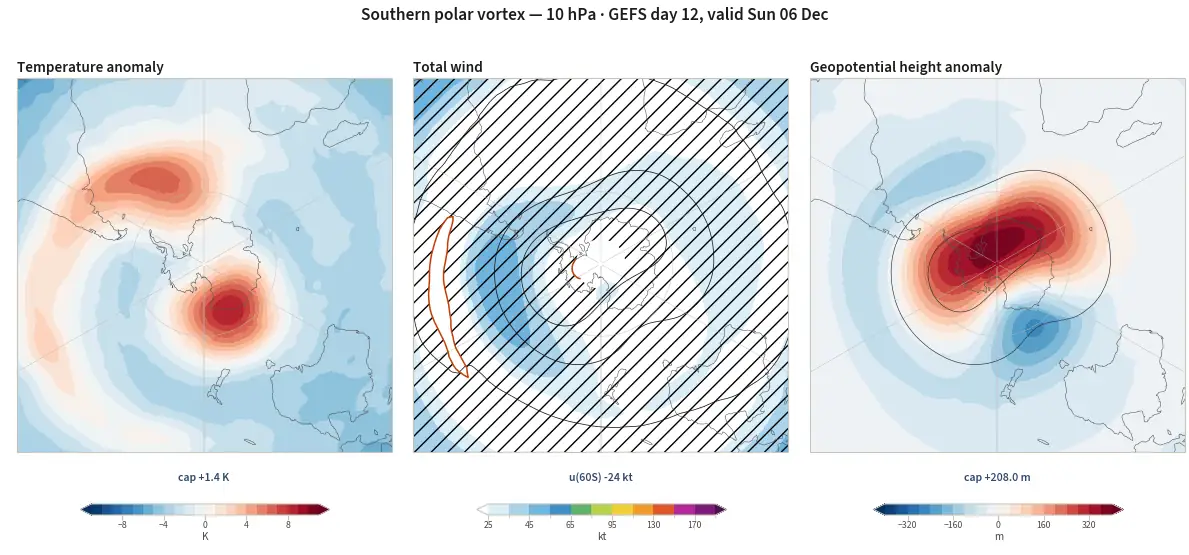 Southern polar vortex — 10 hPa · GEFS day 12, valid Sun 06 Dec
Temperature anomaly
Total wind
Geopotential height anomaly
cap +1.4 K
u(60S) -24 kt
cap +208.0 m
−8 −4 0 4 8
K
25 45 65 95 130 170
kt
−320 −160 0 160 320
m